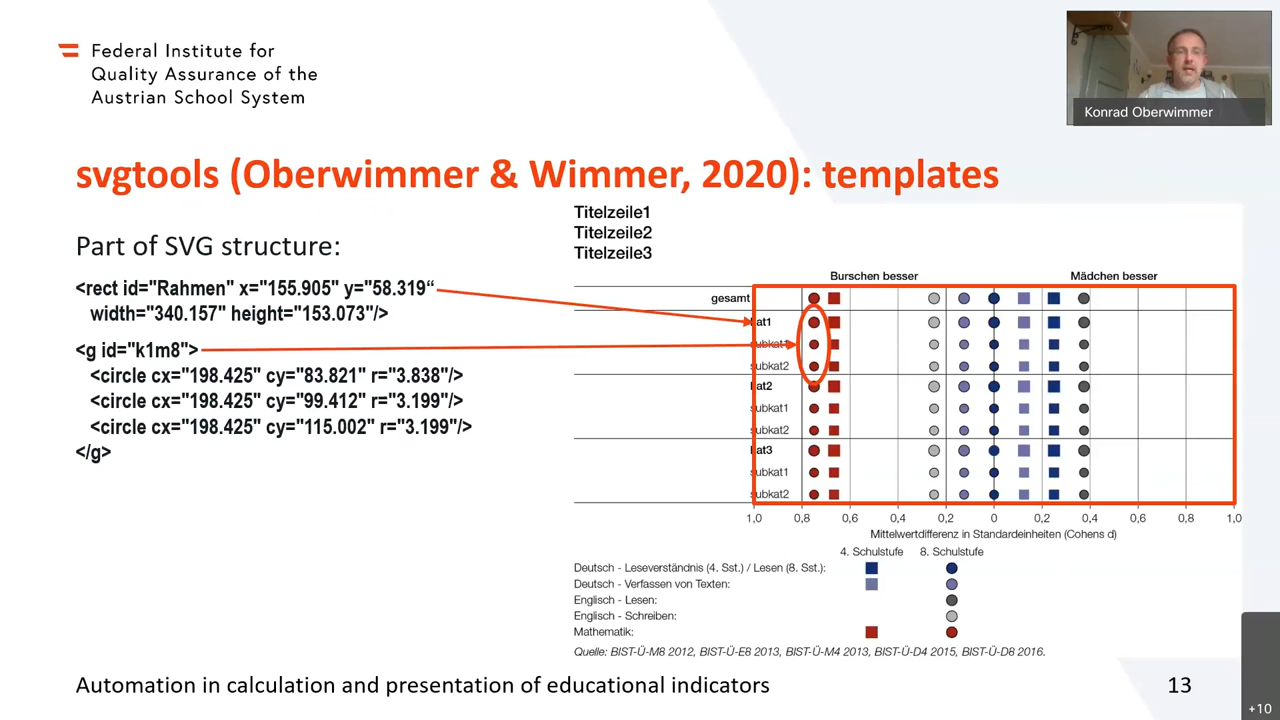 Federal Institute for
Quality Assurance of the
Austrian School System
Konrad Oberwimmer
svgtools (Oberwimmer & Wimmer, 2020): templates
Part of SVG structure:
<rect id="Rahmen" x="155.905" y="58.319“
width="340.157" height="153.073"/>
<g id="k1m8">
<circle cx="198.425" cy="83.821" r="3.838"/>
<circle cx="198.425" cy="99.412" r="3.199"/>
<circle cx="198.425" cy="115.002" r="3.199"/>
</g>
Titelzeile1
Titelzeile2
Titelzeile3
Burschen besser Mädchen besser
gesamt
kat1
subkat1
subkat2
kat2
subkat1
subkat2
kat3
subkat1
subkat2
1,0 0,8 0,6 0,4 0,2 0 0,2 0,4 0,6 0,8 1,0
Mittelwertdifferenz in Standardeinheiten (Cohens d)
4. Schulstufe 8. Schulstufe
Deutsch - Leseverständnis (4. Sst.) / Lesen (8. Sst.):
Deutsch - Verfassen von Texten:
Englisch - Lesen:
Englisch - Schreiben:
Mathematik:
Quelle: BIST-Ü-M8 2012, BIST-Ü-E8 2013, BIST-Ü-M4 2013, BIST-Ü-D4 2015, BIST-Ü-D8 2016.
Automation in calculation and presentation of educational indicators
13
+10